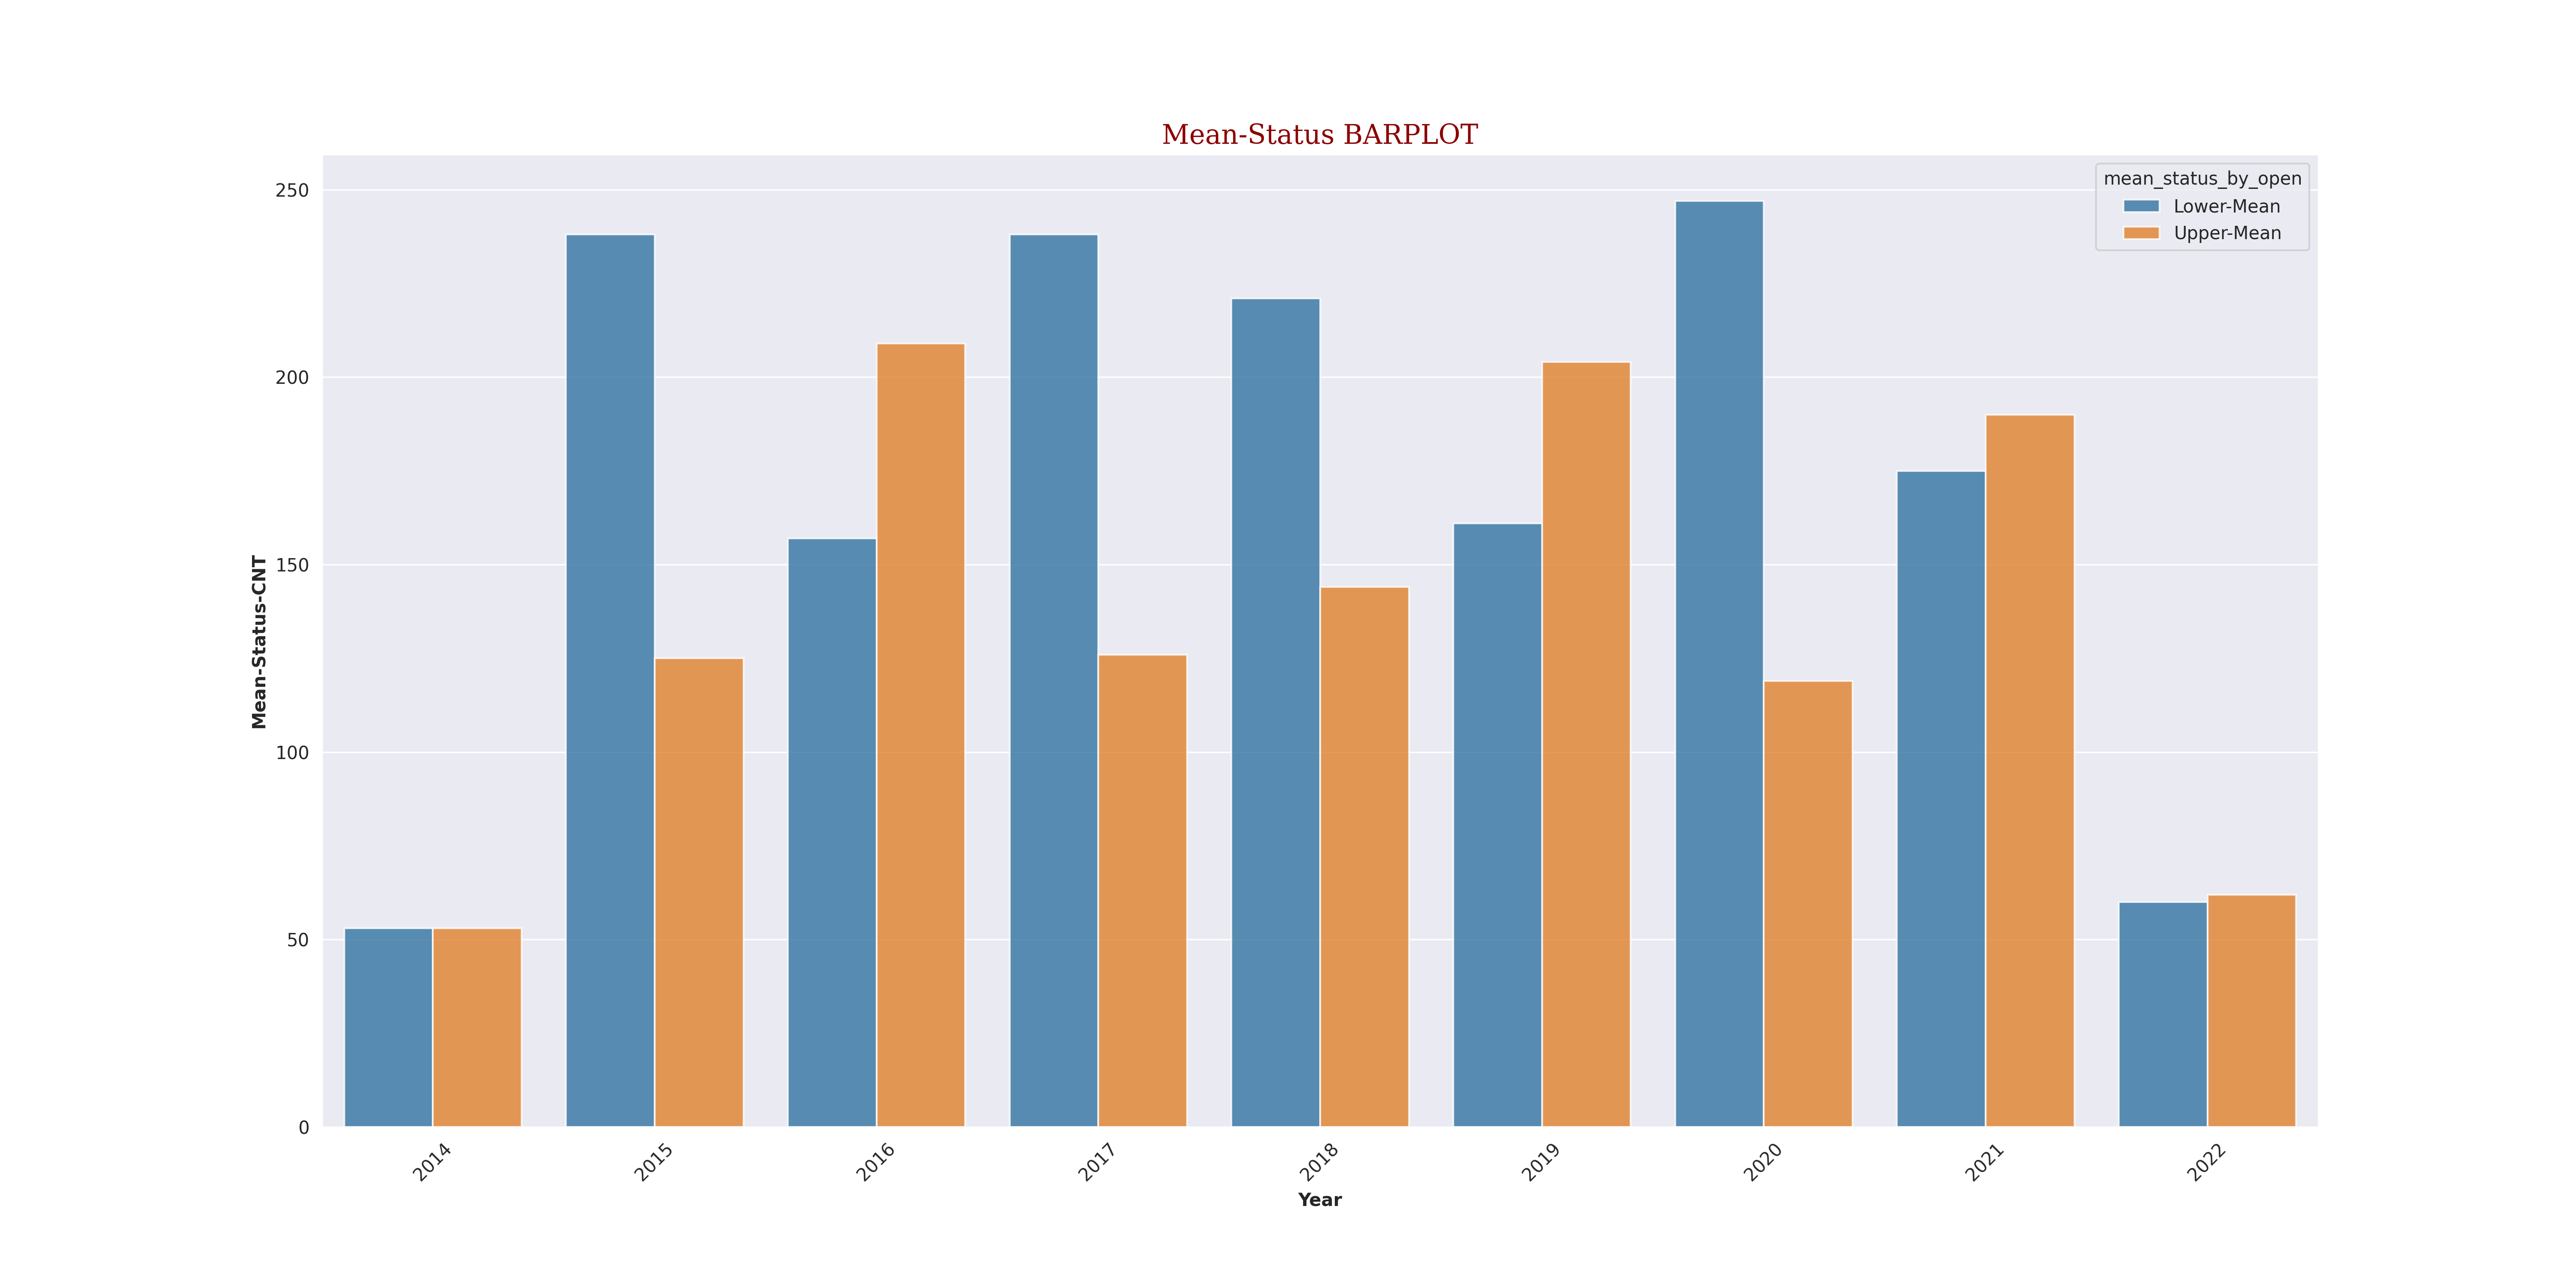 Mean-Status BARPLOT
mean_status_by_open
Lower-Mean
Upper-Mean
Mean-Status-CNT
250
200
150
100
50
0
2014
2015
2016
2017
2018
2019
2020
2021
2022
Year